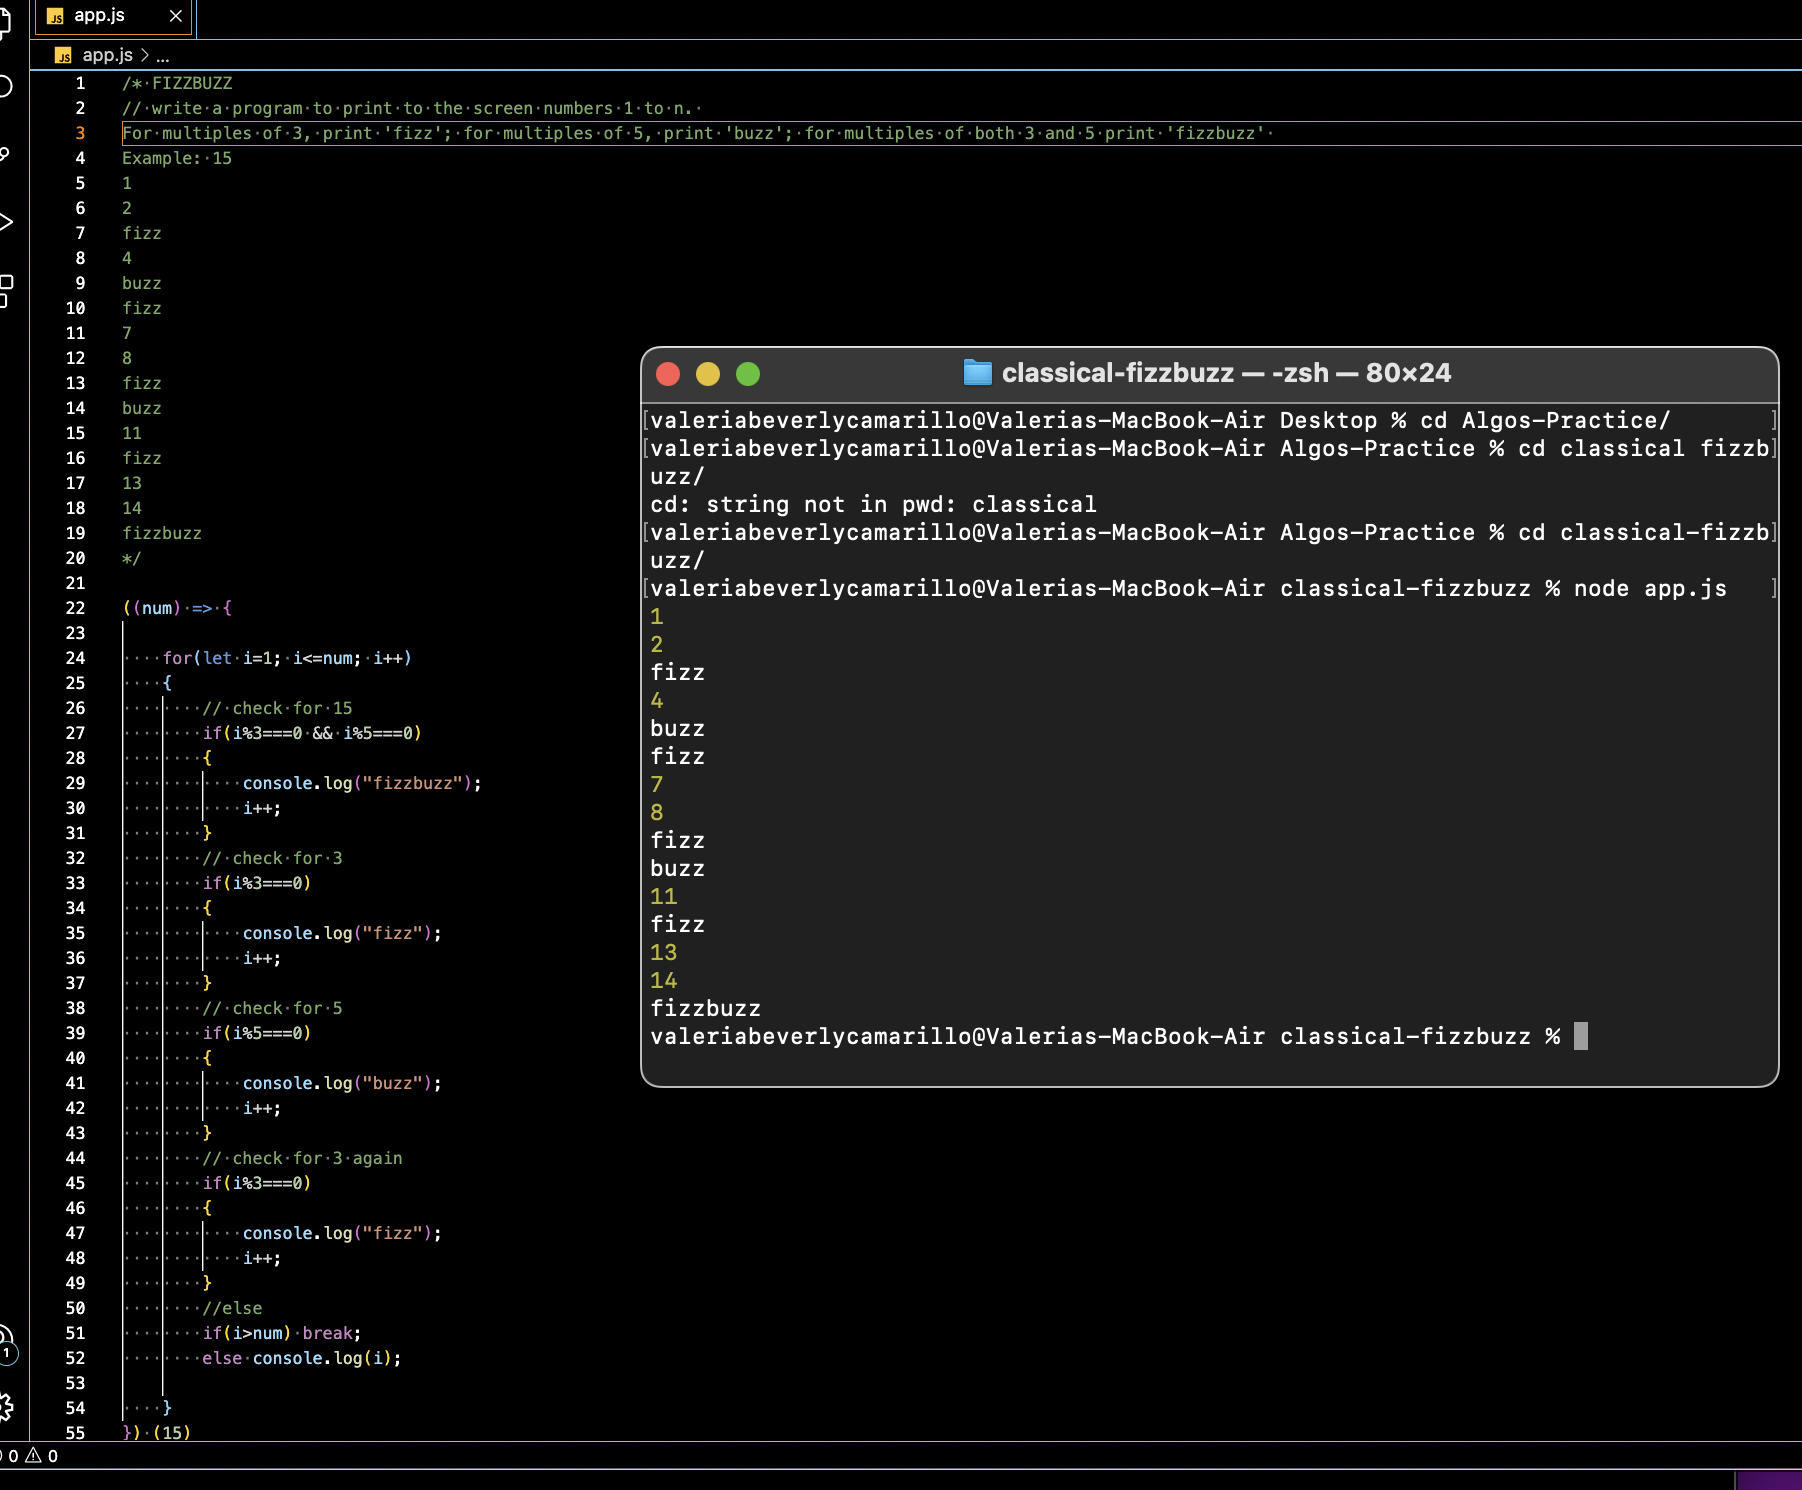 app.js
app.js > ...
1 /* FIZZBUZZ
2 // write a program to print to the screen numbers 1 to n.
3 For multiples of 3, print 'fizz'; for multiples of 5, print 'buzz'; for multiples of both 3 and 5 print 'fizzbuzz'
4 Example: 15
5 1
6 2
7 fizz
8 4
9 buzz
10 fizz
11 7
12 8
13 fizz
14 buzz
15 11
16 fizz
17 13
18 14
19 fizzbuzz
20 */
21
22 ((num) => {
23
24 for(let i=1; i<=num; i++)
25 {
26 // check for 15
27 if(i%3===0 && i%5===0)
28 {
29 console.log("fizzbuzz");
30 i++;
31 }
32 // check for 3
33 if(i%3===0)
34 {
35 console.log("fizz");
36 i++;
37 }
38 // check for 5
39 if(i%5===0)
40 {
41 console.log("buzz");
42 i++;
43 }
44 // check for 3 again
45 if(i%3===0)
46 {
47 console.log("fizz");
48 i++;
49 }
50 //else
51 if(i>num) break;
52 else console.log(i);
53
54 }
55 }) (15)
0 0
1
classical-fizzbuzz — -zsh — 80×24
[valeriabeverlycamarillo@Valerias-MacBook-Air Desktop % cd Algos-Practice/ ]
[valeriabeverlycamarillo@Valerias-MacBook-Air Algos-Practice % cd classical fizzb]
uzz/
cd: string not in pwd: classical
[valeriabeverlycamarillo@Valerias-MacBook-Air Algos-Practice % cd classical-fizzb]
uzz/
[valeriabeverlycamarillo@Valerias-MacBook-Air classical-fizzbuzz % node app.js ]
1
2
fizz
4
buzz
fizz
7
8
fizz
buzz
11
fizz
13
14
fizzbuzz
valeriabeverlycamarillo@Valerias-MacBook-Air classical-fizzbuzz %